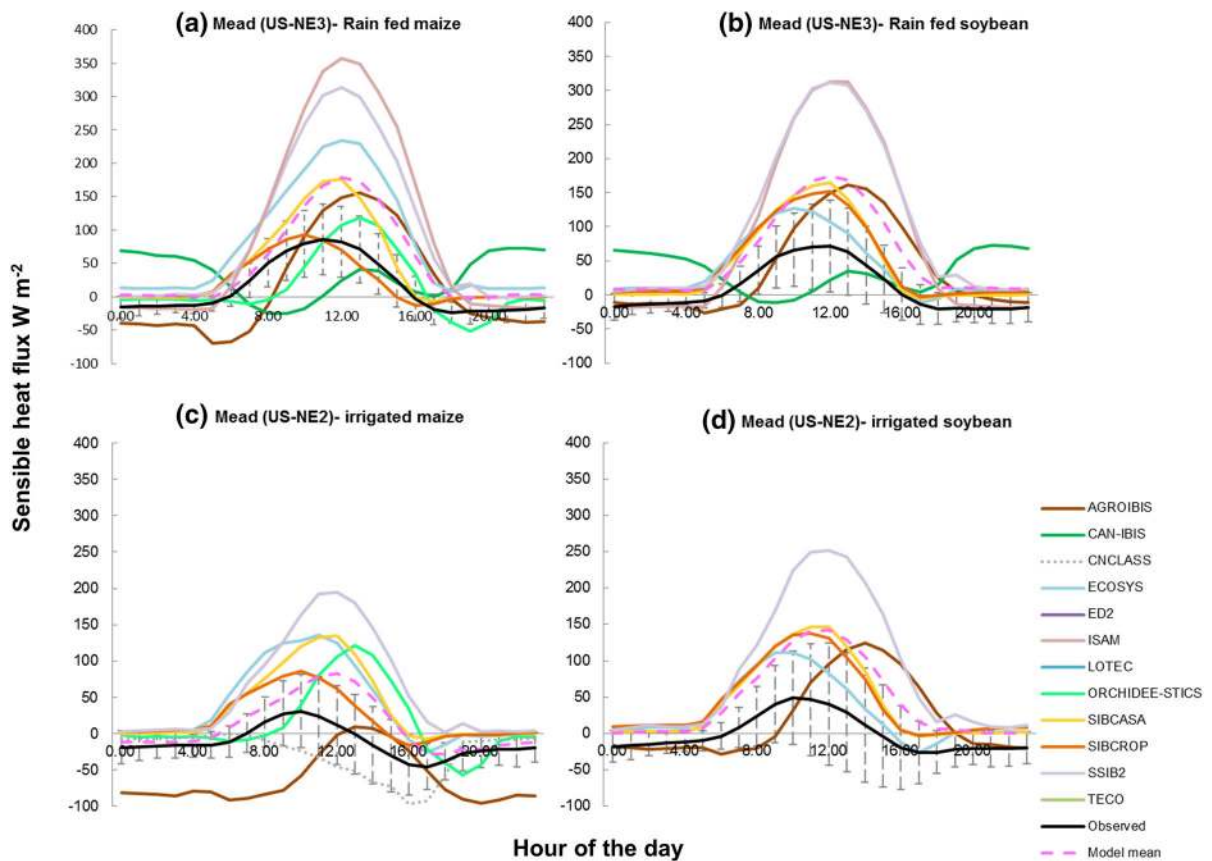 (a) Mead (US-NE3)- Rain fed maize
(b) Mead (US-NE3)- Rain fed soybean
400
350
300
250
200
150
100
50
0
-50
-100
0.00 4.00 8.00 12.00 16.00 20.00
400
350
300
250
200
150
100
50
0
-50
-100
0.00 4.00 8.00 12.00 16.00 20.00
Sensible heat flux W m-2
(c) Mead (US-NE2)- irrigated maize
(d) Mead (US-NE2)- irrigated soybean
400
350
300
250
200
150
100
50
0
-50
-100
0.00 4.00 8.00 12.00 16.00 20.00
400
350
300
250
200
150
100
50
0
-50
-100
0.00 4.00 8.00 12.00 16.00 20.00
AGROIBIS
CAN-IBIS
CNCLASS
ECOSYS
ED2
ISAM
LOTEC
ORCHIDEE-STICS
SIBCASA
SIBCROP
SSIB2
TECO
Observed
Model mean
Hour of the day